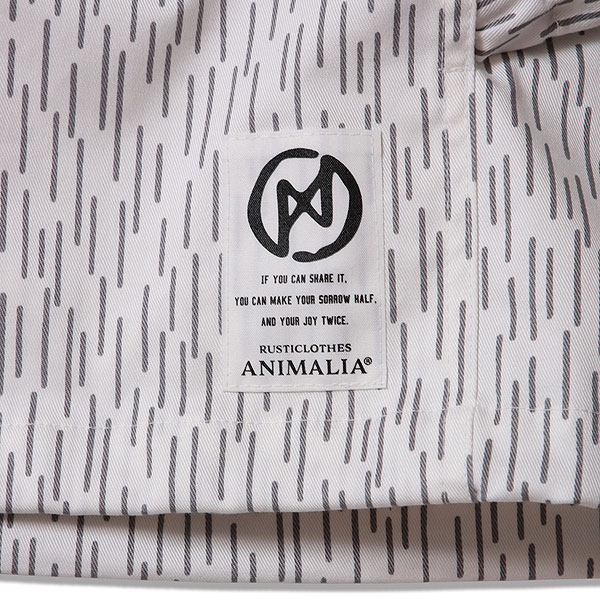 IF YOU CAN SHARE IT,
YOU CAN MAKE YOUR SORROW HALF,
AND YOUR JOY TWICE.
RUSTICLOTHES
ANIMALIA®